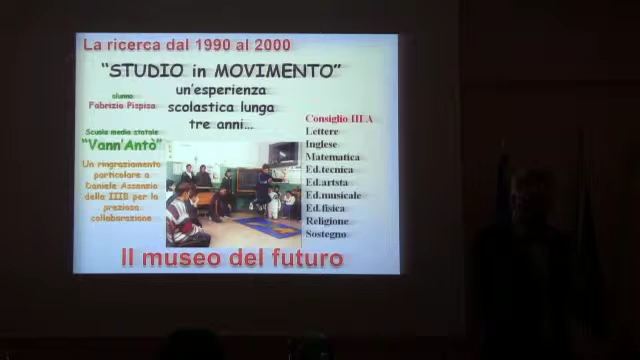 La ricerca dal 1990 al 2000
“STUDIO in MOVIMENTO”
un'esperienza
scolastica lunga
tre anni...
alunno
Fabrizio Pispisa
Scuola media statale
“Vann'Antò”
Un ringraziamento
particolare a
Daniele Assenzio
della IIIB per la
preziosa
collaborazione
Consiglio III A
Lettere
Inglese
Matematica
Ed.tecnica
Ed.artsta
Ed.musicale
Ed.fisica
Religione
Sostegno
Il museo del futuro